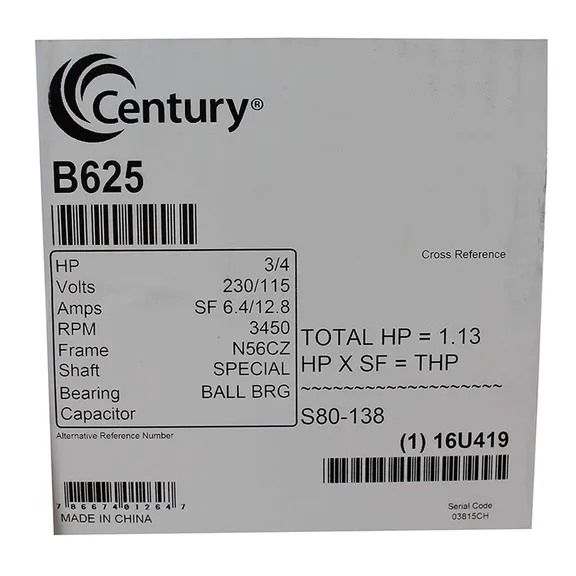 Century®
B625
HP 3/4
Volts 230/115
Amps SF 6.4/12.8
RPM 3450
Frame N56CZ
Shaft SPECIAL
Bearing BALL BRG
Capacitor
Alternative Reference Number
Cross Reference
TOTAL HP = 1.13
HP X SF = THP
~~~~~~~~~~~~~~~~~~~~
S80-138
(1) 16U419
7 86674 01264 7
MADE IN CHINA
Serial Code
03815CH